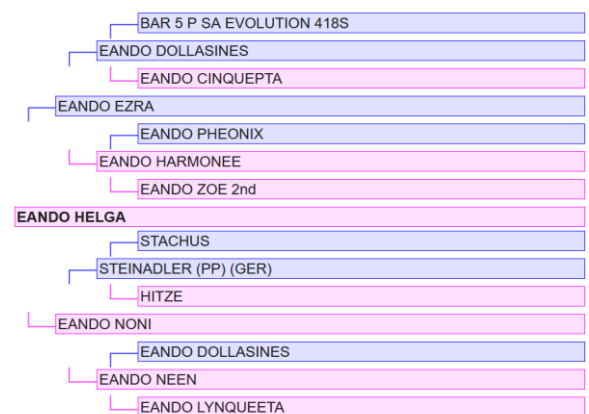 BAR 5 P SA EVOLUTION 418S
EANDO DOLLASINES
EANDO CINQUEPTA
EANDO EZRA
EANDO PHEONIX
EANDO HARMONEE
EANDO ZOE 2nd
EANDO HELGA
STACHUS
STEINADLER (PP) (GER)
HITZE
EANDO NONI
EANDO DOLLASINES
EANDO NEEN
EANDO LYNQUEETA